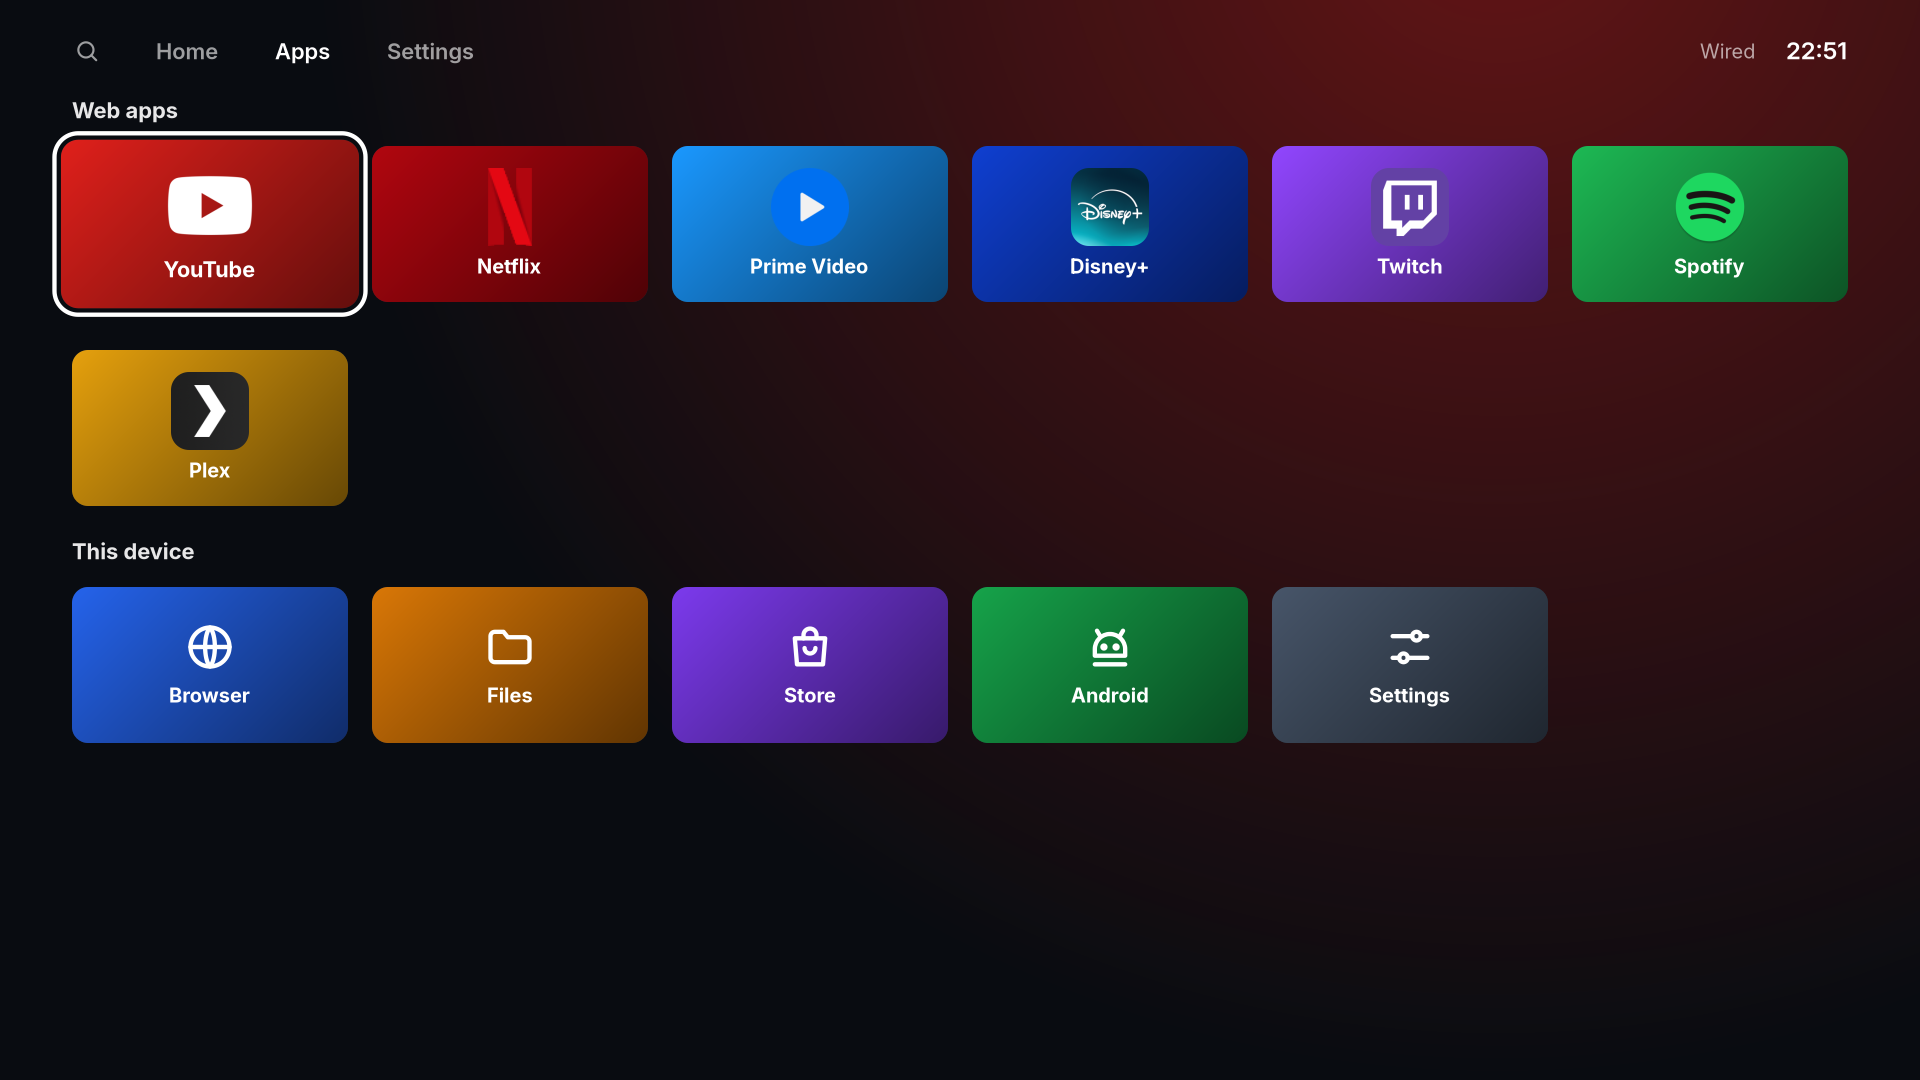 Home Apps Settings Wired 22:51
Web apps
YouTube Netflix Prime Video Disney+ Twitch Spotify
Disney+
Plex
This device
Browser Files Store Android Settings